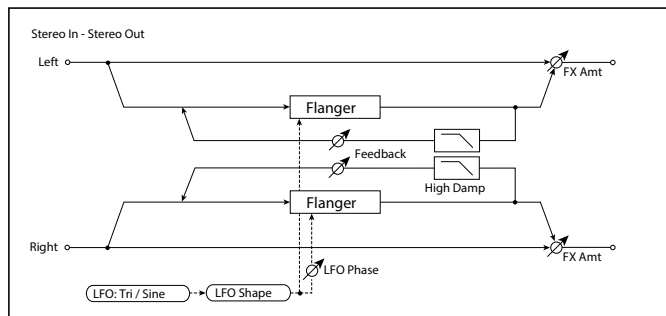 Stereo In - Stereo Out
Left
FX Amt
Flanger
Feedback
High Damp
Flanger
Right
FX Amt
LFO Phase
LFO: Tri / Sine
LFO Shape